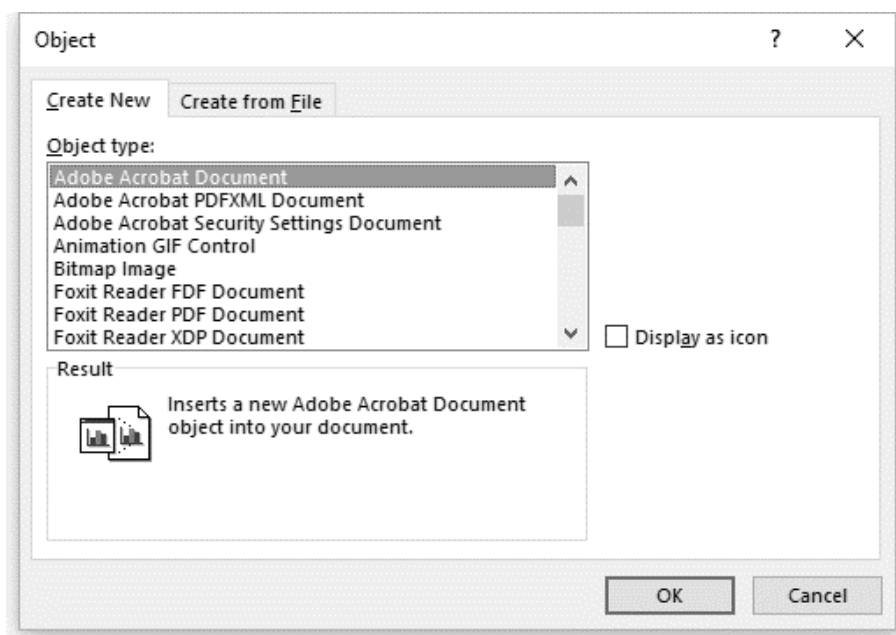 Object ?
Create New Create from File
Object type:
Adobe Acrobat Document
Adobe Acrobat PDFXML Document
Adobe Acrobat Security Settings Document
Animation GIF Control
Bitmap Image
Foxit Reader FDF Document
Foxit Reader PDF Document
Foxit Reader XDP Document
Display as icon
Result
Inserts a new Adobe Acrobat Document
object into your document.
OK Cancel